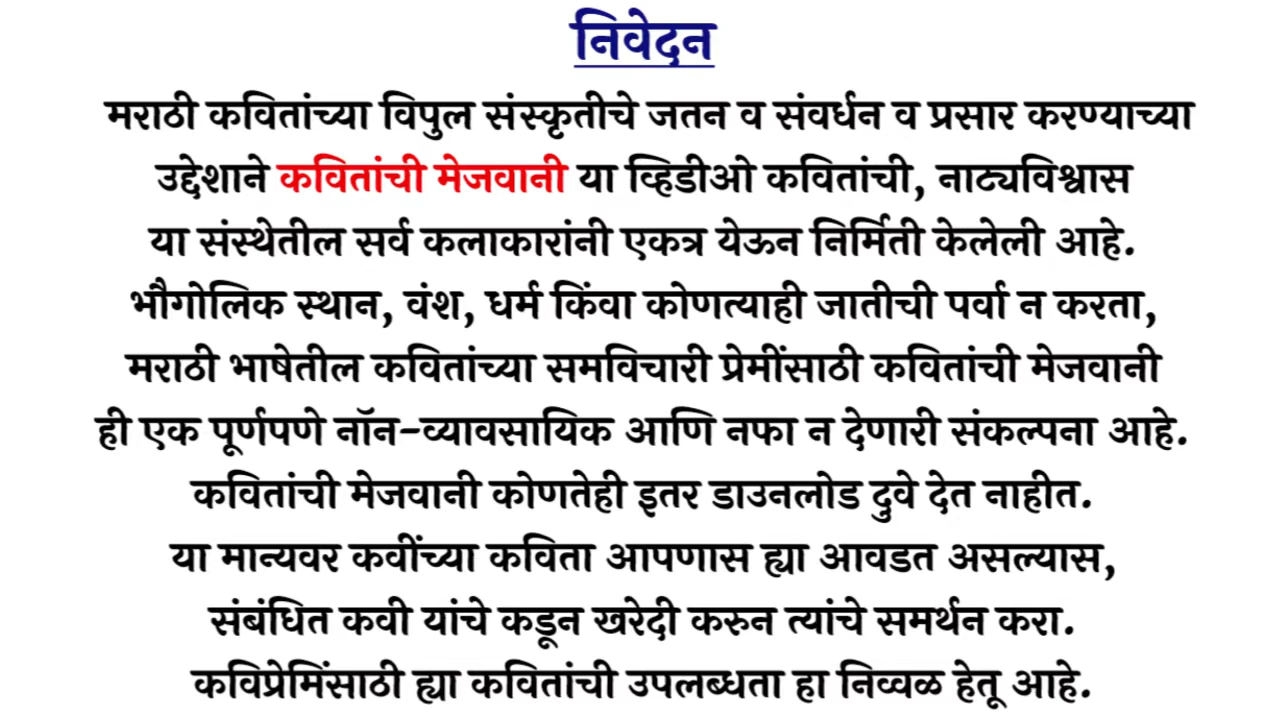 निवेदन
मराठी कवितांच्या विपुल संस्कृतीचे जतन व संवर्धन व प्रसार करण्याच्या
उद्देशाने कवितांची मेजवानी या व्हिडीओ कवितांची, नाट्यविश्वास
या संस्थेतील सर्व कलाकारांनी एकत्र येऊन निर्मिती केलेली आहे.
भौगोलिक स्थान, वंश, धर्म किंवा कोणत्याही जातीची पर्वा न करता,
मराठी भाषेतील कवितांच्या समविचारी प्रेमींसाठी कवितांची मेजवानी
ही एक पूर्णपणे नॉन-व्यावसायिक आणि नफा न देणारी संकल्पना आहे.
कवितांची मेजवानी कोणतेही इतर डाउनलोड दुवे देत नाहीत.
या मान्यवर कवींच्या कविता आपणास ह्या आवडत असल्यास,
संबंधित कवी यांचे कडून खरेदी करुन त्यांचे समर्थन करा.
कविप्रेमिंसाठी ह्या कवितांची उपलब्धता हा निव्वळ हेतू आहे.